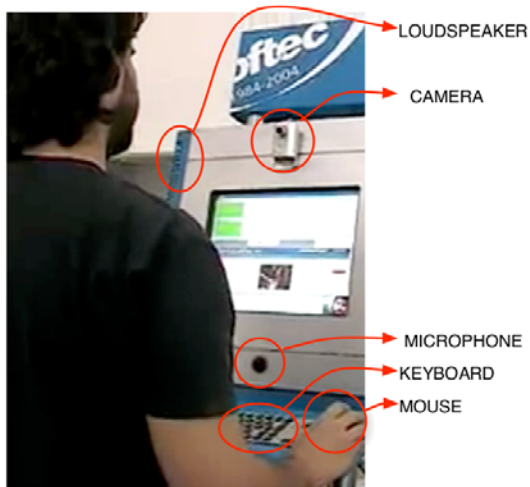 LOUDSPEAKER
oftec
984-2004
CAMERA
MICROPHONE
KEYBOARD
MOUSE